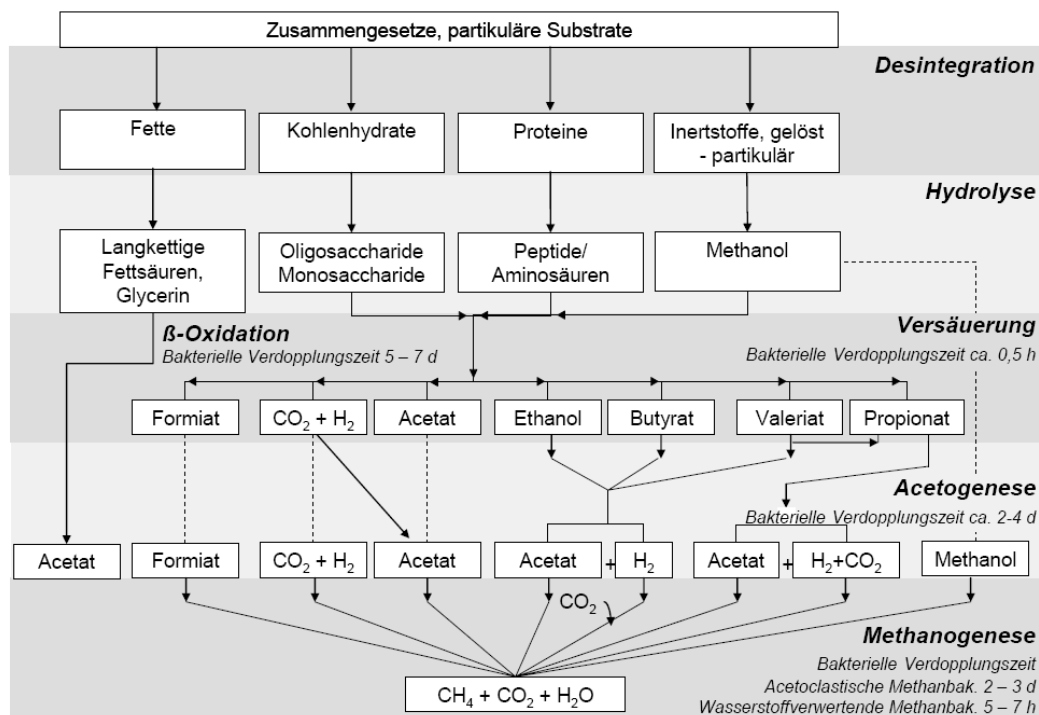 Zusammengesetze, partikuläre Substrate
Desintegration
Fette
Kohlenhydrate
Proteine
Inertstoffe, gelöst
- partikulär
Hydrolyse
Langkettige
Fettsäuren,
Glycerin
Oligosaccharide
Monosaccharide
Peptide/
Aminosäuren
Methanol
ß-Oxidation
Bakterielle Verdopplungszeit 5 – 7 d
Versäuerung
Bakterielle Verdopplungszeit ca. 0,5 h
Formiat
CO₂ + H₂
Acetat
Ethanol
Butyrat
Valeriat
Propionat
Acetogenese
Bakterielle Verdopplungszeit ca. 2-4 d
Acetat
Formiat
CO₂ + H₂
Acetat
Acetat
+
H₂
Acetat
+
H₂+CO₂
Methanol
CO₂
Methanogenese
Bakterielle Verdopplungszeit
Acetoclastische Methanbak. 2 – 3 d
Wasserstoffverwertende Methanbak. 5 – 7 h
CH₄ + CO₂ + H₂O